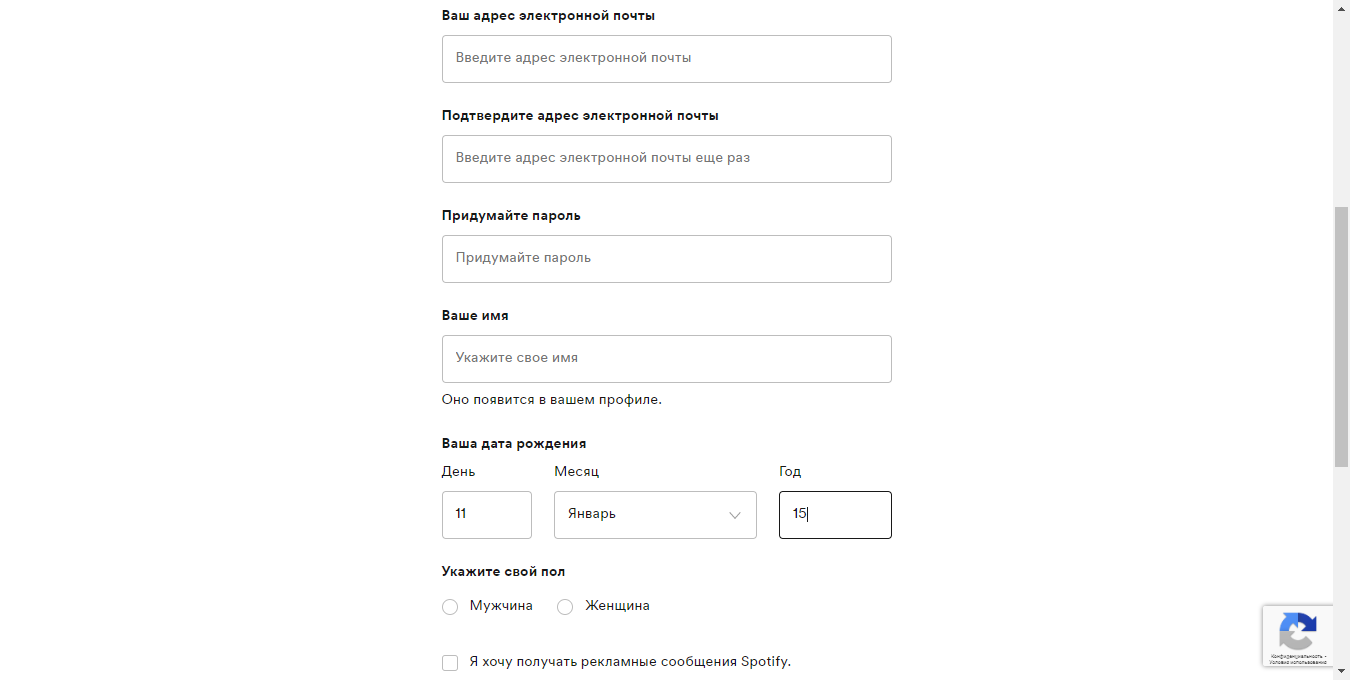 Ваш адрес электронной почты
Введите адрес электронной почты
Подтвердите адрес электронной почты
Введите адрес электронной почты еще раз
Придумайте пароль
Придумайте пароль
Ваше имя
Укажите свое имя
Оно появится в вашем профиле.
Ваша дата рождения
День Месяц Год
11 Январь 15
Укажите свой пол
Мужчина Женщина
Я хочу получать рекламные сообщения Spotify.
Конфиденциальность -
Условия использования